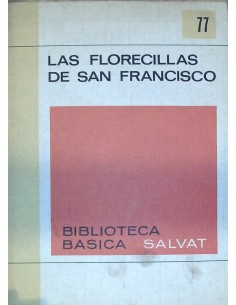 77
LAS FLORECILLAS
DE SAN FRANCISCO
BIBLIOTECA
BASICA SALVAT